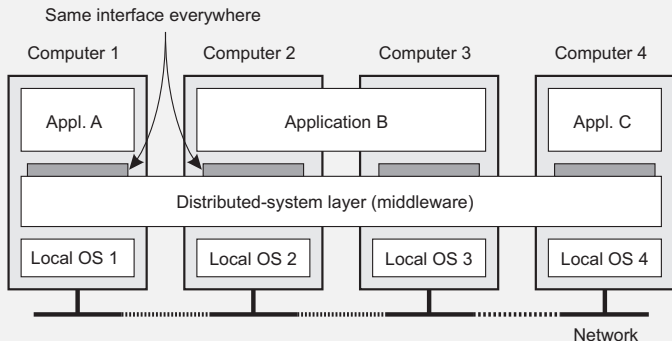 Same interface everywhere
Computer 1
Computer 2
Computer 3
Computer 4
Appl. A
Application B
Appl. C
Distributed-system layer (middleware)
Local OS 1
Local OS 2
Local OS 3
Local OS 4
Network